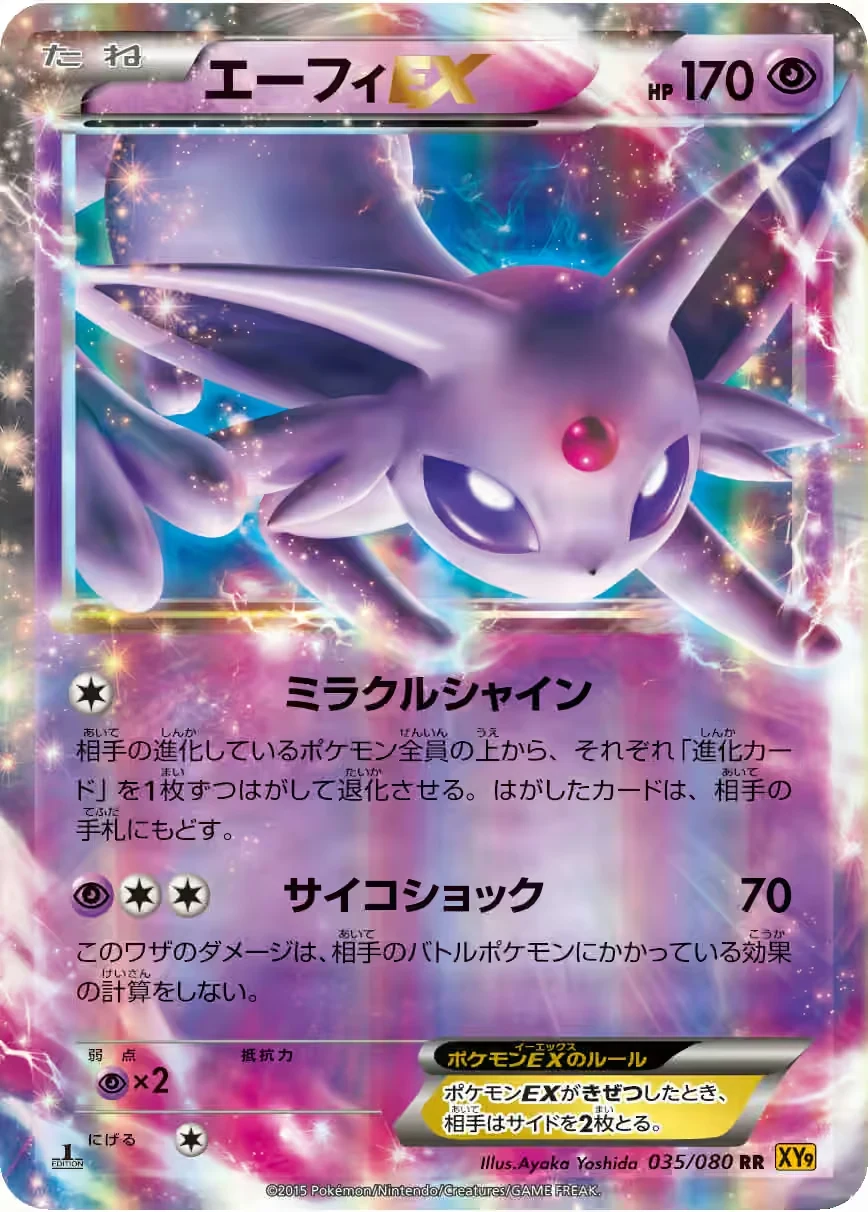 たね
エーフィEX
HP 170
ミラクルシャイン
相手の進化しているポケモン全員の上から、それぞれ「進化カー
ド」を1枚ずつはがして退化させる。はがしたカードは、相手の
手札にもどす。
サイコショック 70
このワザのダメージは、相手のバトルポケモンにかかっている効果
の計算をしない。
弱点 抵抗力
×2
ポケモンEXのルール
ポケモンEXがきぜつしたとき、
相手はサイドを2枚とる。
にげる
1 EDITION
Illus.Ayaka Yoshida 035/080 RR XY9
©2015 Pokémon/Nintendo/Creatures/GAME FREAK.